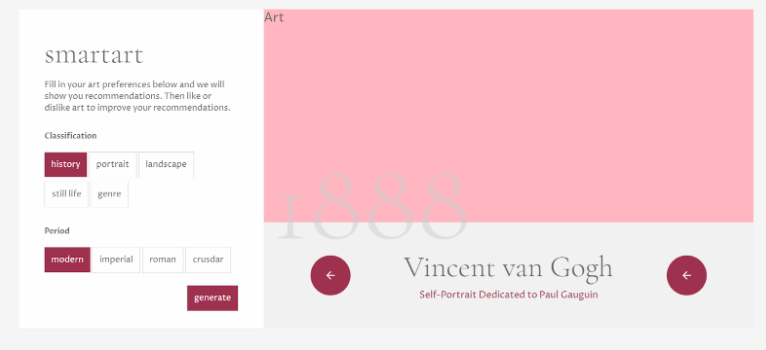 smartart
Fill in your art preferences below and we will
show you recommendations. Then like or
dislike art to improve your recommendations.
Classification
history portrait landscape
still life genre
Period
modern imperial roman crusdar
generate
Art
1888
Vincent van Gogh
Self-Portrait Dedicated to Paul Gauguin